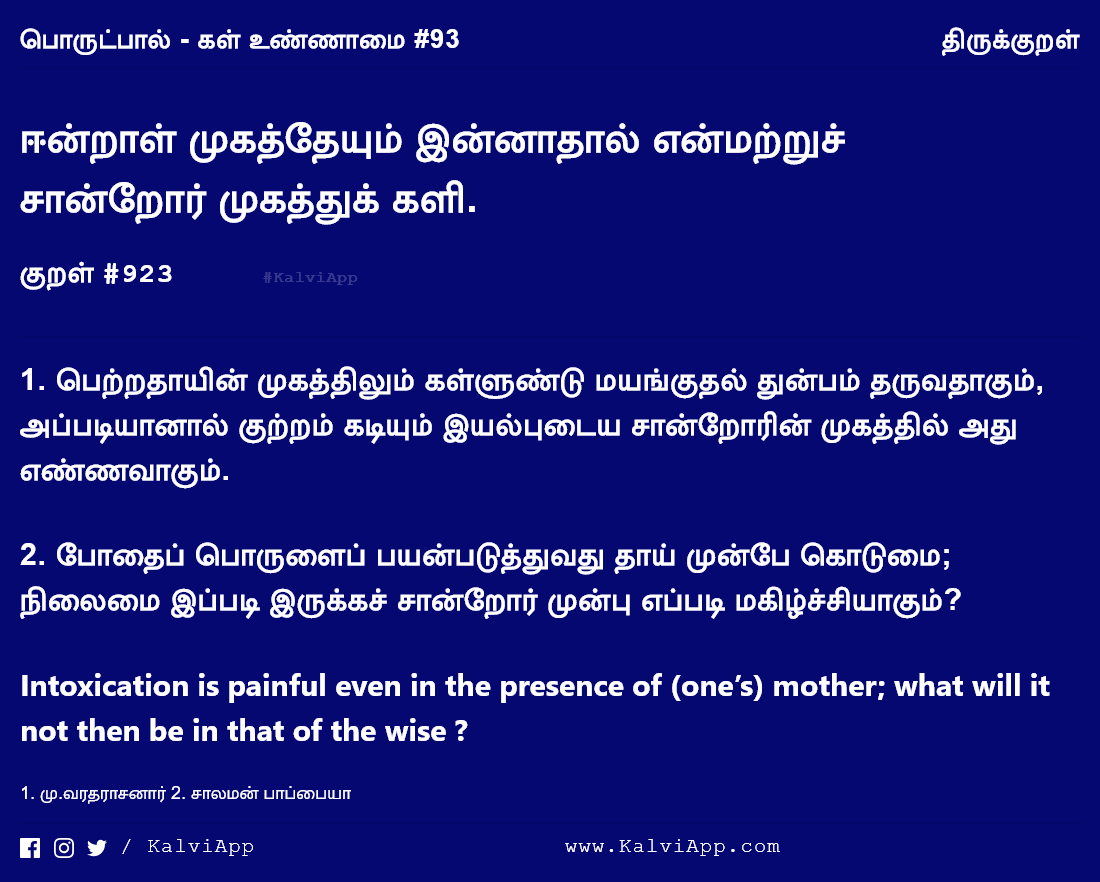 பொருட்பால் - கள் உண்ணாமை #93 திருக்குறள்
ஈன்றாள் முகத்தேயும் இன்னாதால் என்மற்றுச்
சான்றோர் முகத்துக் களி.
குறள் #923 #KalviApp
1. பெற்றதாயின் முகத்திலும் கள்ளுண்டு மயங்குதல் துன்பம் தருவதாகும்,
அப்படியானால் குற்றம் கடியும் இயல்புடைய சான்றோரின் முகத்தில் அது
எண்ணவாகும்.
2. போதைப் பொருளைப் பயன்படுத்துவது தாய் முன்பே கொடுமை;
நிலைமை இப்படி இருக்கச் சான்றோர் முன்பு எப்படி மகிழ்ச்சியாகும்?
Intoxication is painful even in the presence of (one’s) mother; what will it
not then be in that of the wise ?
1. மு.வரதராசனார் 2. சாலமன் பாப்பையா
/ KalviApp www.KalviApp.com